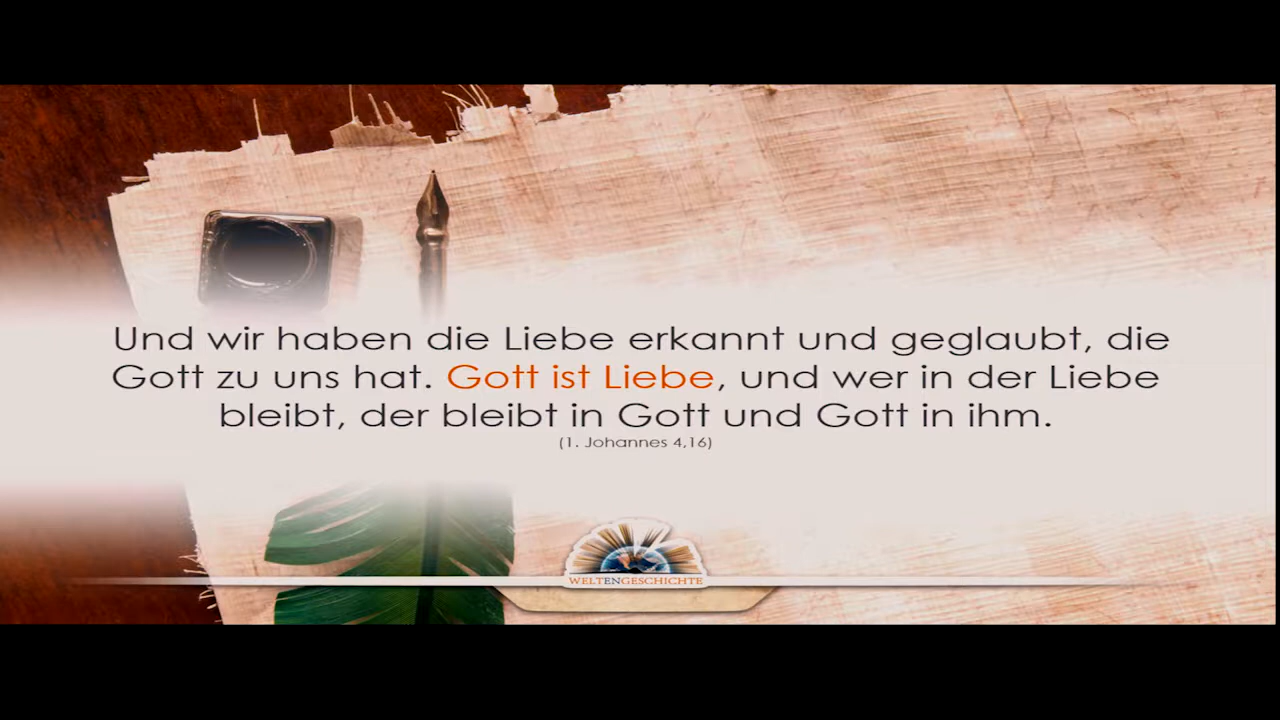 Und wir haben die Liebe erkannt und geglaubt, die
Gott zu uns hat. Gott ist Liebe, und wer in der Liebe
bleibt, der bleibt in Gott und Gott in ihm.
(1. Johannes 4,16)
WELTENGESCHICHTE